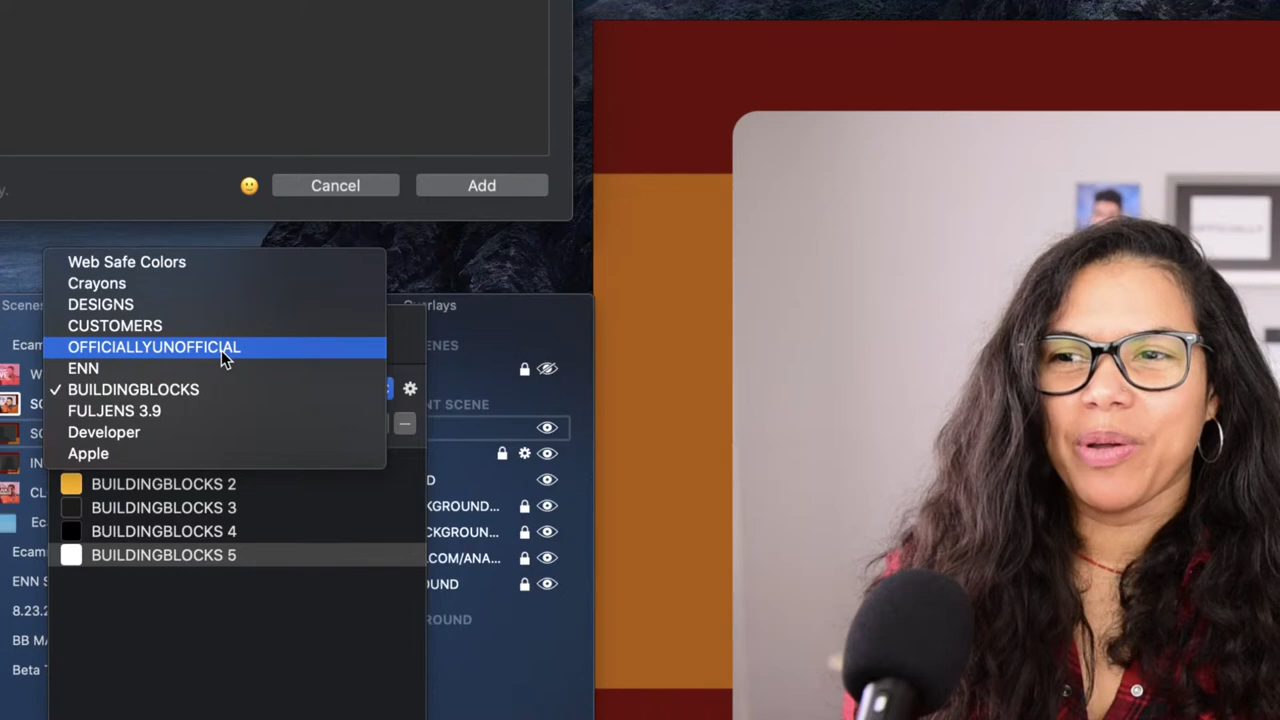 y.
Cancel
Add
Web Safe Colors
Crayons
DESIGNS
CUSTOMERS
OFFICIALLYUNOFFICIAL
ENN
✓ BUILDINGBLOCKS
FULJENS 3.9
Developer
Apple
BUILDINGBLOCKS 2
BUILDINGBLOCKS 3
BUILDINGBLOCKS 4
BUILDINGBLOCKS 5
Scenes
Ecam
W
SC
SC
IN
CL
Ec
Ecam
ENN S
8.23.2
BB MA
Beta T
Overlays
ENES
NT SCENE
D
KGROUND...
CKGROUN...
.COM/ANA...
OUND
ROUND